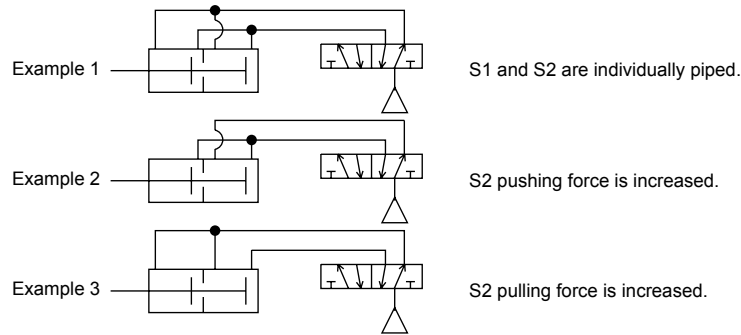 Example 1
S1 and S2 are individually piped.
Example 2
S2 pushing force is increased.
Example 3
S2 pulling force is increased.